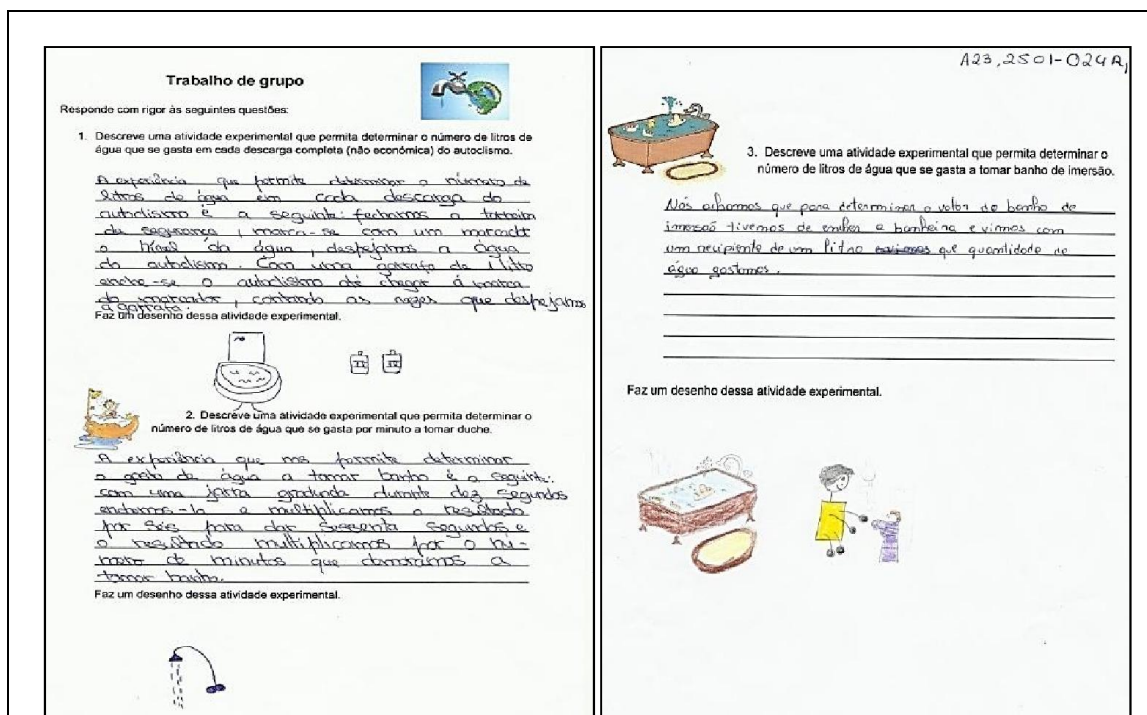 Trabalho de grupo
Responde com rigor às seguintes questões:
1. Descreve uma atividade experimental que permita determinar o número de litros de
água que se gasta em cada descarga completa (não económica) do autoclismo.
A experiência que permite determinar o número de
litros de água em cada descarga do
autoclismo é a seguinte: fechamos a torneira
de segurança, marca-se com um marcador
o nível da água, despejamos a água
do autoclismo. Com uma garrafa de 1 litro
enche-se o autoclismo até chegar á marca
do marcador, contando as vezes que despejamos
a garrafa.
Faz um desenho dessa atividade experimental.
2. Descreve uma atividade experimental que permita determinar o
número de litros de água que se gasta por minuto a tomar duche.
A experiência que me permite determinar
o gasto de água a tomar banho é a seguinte:
com uma jarra graduada durante dez segundos
enchemos-la e multiplicamos o resultado
por seis para dar sessenta segundos e
o resultado multiplicamos por o nú-
mero de minutos que demoramos a
tomar banho.
Faz um desenho dessa atividade experimental.
A23,2501-024A,
3. Descreve uma atividade experimental que permita determinar o
número de litros de água que se gasta a tomar banho de imersão.
Nós achamos que para determinar o valor do banho de
imersão tivemos de encher a banheira e vimos com
um recipiente de um litro que quantidade de
água gastamos.
Faz um desenho dessa atividade experimental.